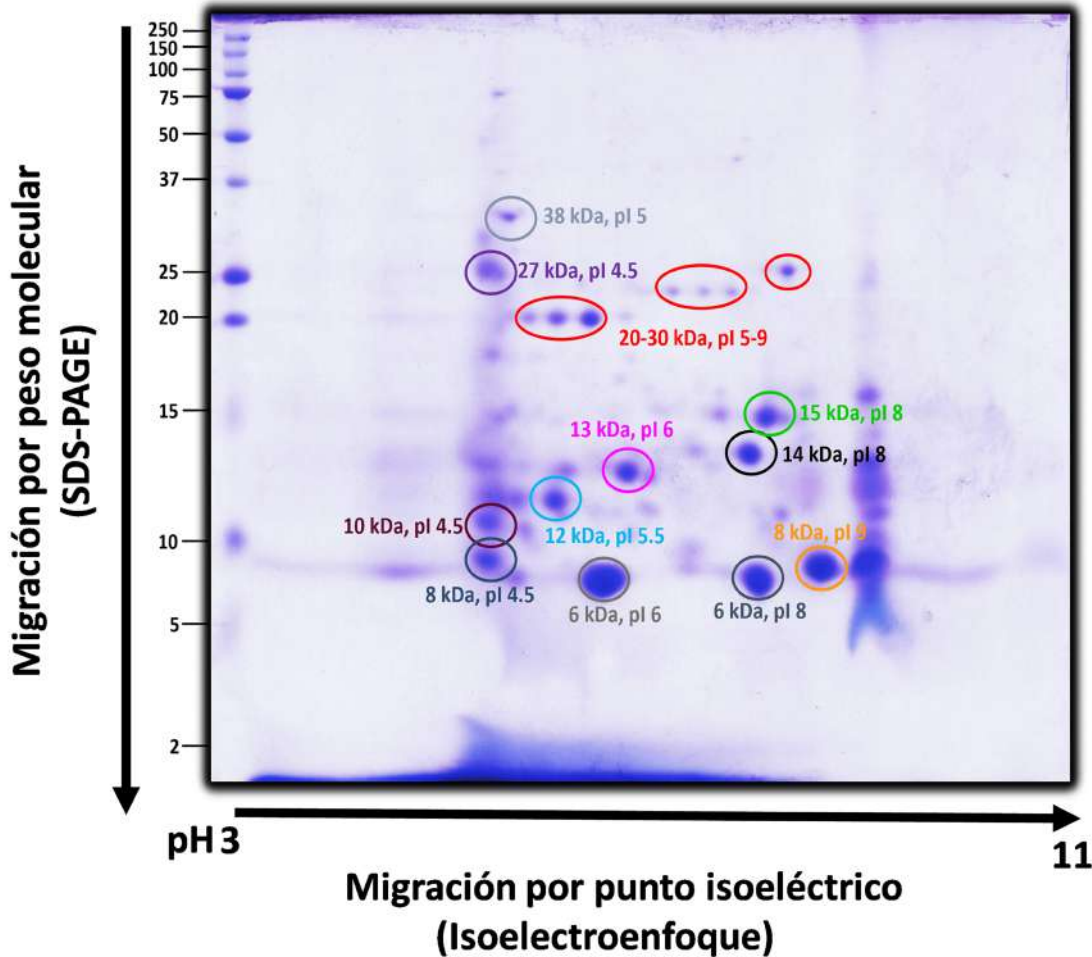 250
150
100
75
50
37
25
20
15
10
5
2
Migración por peso molecular
(SDS-PAGE)
38 kDa, pI 5
27 kDa, pI 4.5
20-30 kDa, pI 5-9
15 kDa, pI 8
13 kDa, pI 6
14 kDa, pI 8
10 kDa, pI 4.5
12 kDa, pI 5.5
8 kDa, pI 9
8 kDa, pI 4.5
6 kDa, pI 6
6 kDa, pI 8
pH 3
11
Migración por punto isoeléctrico
(Isoelectroenfoque)